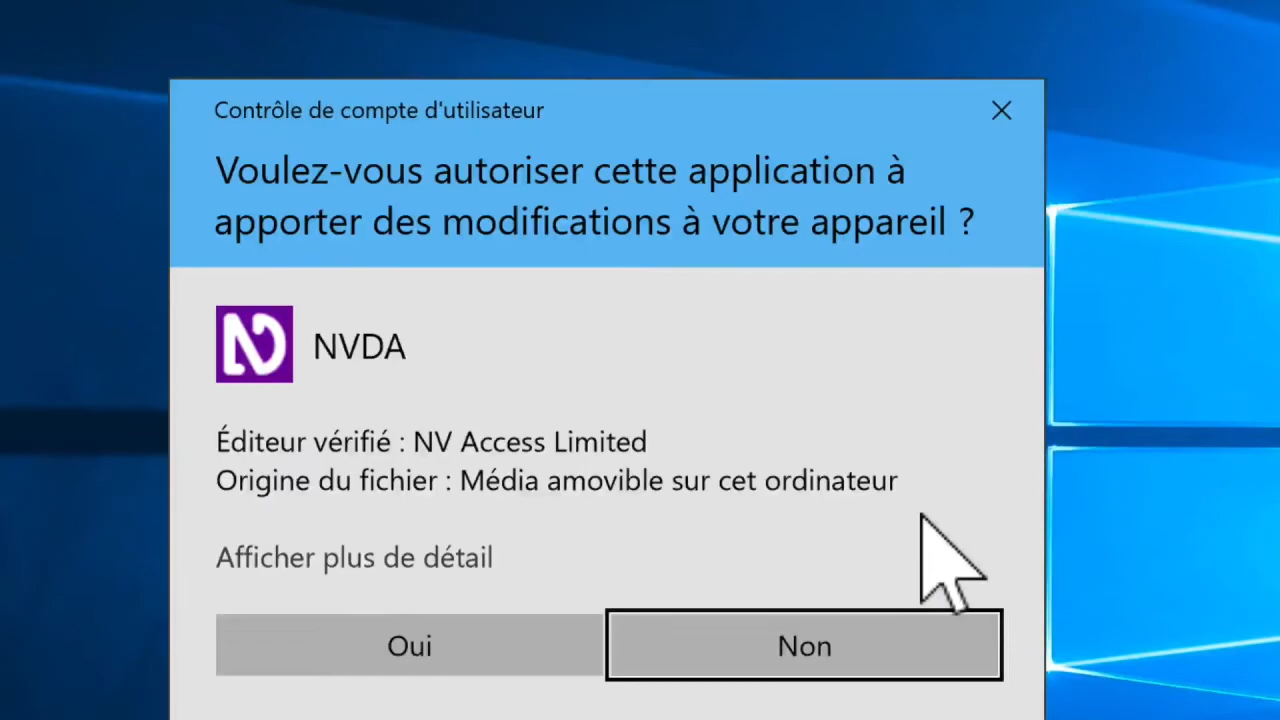 Contrôle de compte d'utilisateur
Voulez-vous autoriser cette application à
apporter des modifications à votre appareil ?
NVDA
Éditeur vérifié : NV Access Limited
Origine du fichier : Média amovible sur cet ordinateur
Afficher plus de détail
Oui
Non